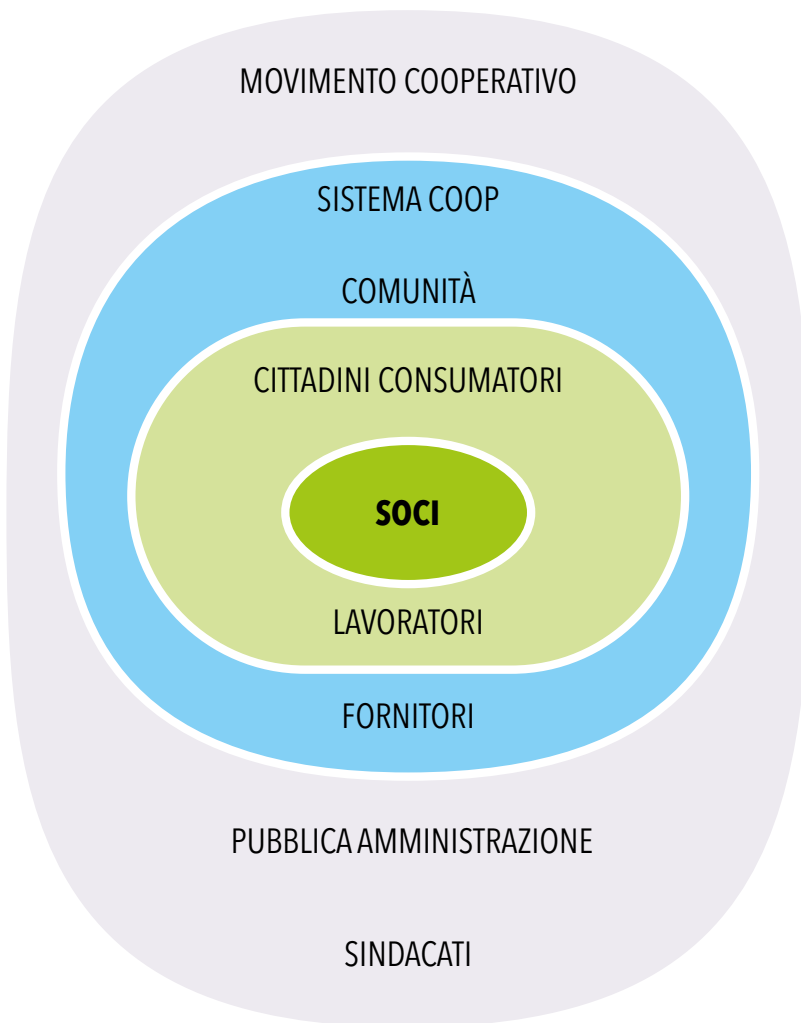 MOVIMENTO COOPERATIVO
SISTEMA COOP
COMUNITÀ
CITTADINI CONSUMATORI
SOCI
LAVORATORI
FORNITORI
PUBBLICA AMMINISTRAZIONE
SINDACATI